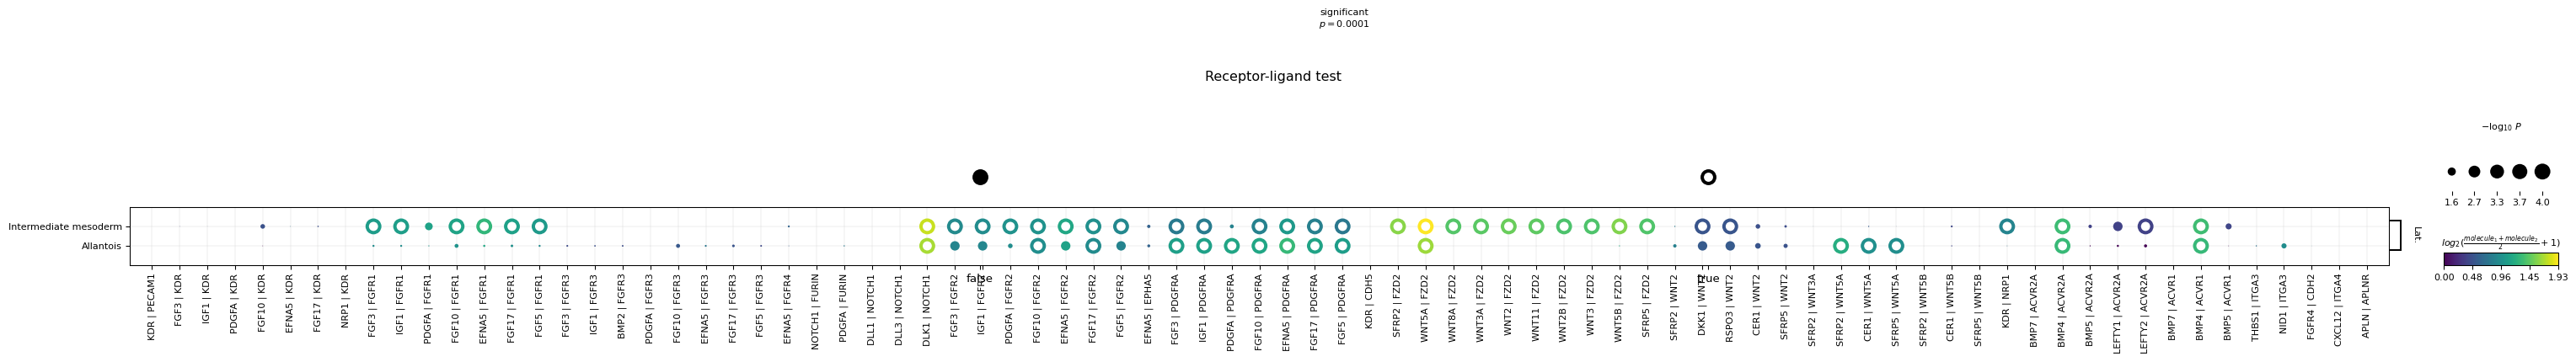 significant
p = 0.0001
Receptor-ligand test
−log₁₀ P
1.6 2.7 3.3 3.7 4.0
Intermediate mesoderm
Allantois
Lat.
log₂((molecule₁ + molecule₂)/2 + 1)
0.00 0.48 0.96 1.45 1.93
false
true
KDR | PECAM1
FGF3 | KDR
IGF1 | KDR
PDGFA | KDR
FGF10 | KDR
EFNA5 | KDR
FGF17 | KDR
NRP1 | KDR
FGF3 | FGFR1
IGF1 | FGFR1
PDGFA | FGFR1
FGF10 | FGFR1
EFNA5 | FGFR1
FGF17 | FGFR1
FGF5 | FGFR1
FGF3 | FGFR3
IGF1 | FGFR3
BMP2 | FGFR3
PDGFA | FGFR3
FGF10 | FGFR3
EFNA5 | FGFR3
FGF17 | FGFR3
FGF5 | FGFR3
EFNA5 | FGFR4
NOTCH1 | FURIN
PDGFA | FURIN
DLL1 | NOTCH1
DLL3 | NOTCH1
DLK1 | NOTCH1
FGF3 | FGFR2
IGF1 | FGFR2
PDGFA | FGFR2
FGF10 | FGFR2
EFNA5 | FGFR2
FGF17 | FGFR2
FGF5 | FGFR2
EFNA5 | EPHA5
FGF3 | PDGFRA
IGF1 | PDGFRA
PDGFA | PDGFRA
FGF10 | PDGFRA
EFNA5 | PDGFRA
FGF17 | PDGFRA
FGF5 | PDGFRA
KDR | CDH5
SFRP2 | FZD2
WNT5A | FZD2
WNT8A | FZD2
WNT3A | FZD2
WNT2 | FZD2
WNT11 | FZD2
WNT2B | FZD2
WNT3 | FZD2
WNT5B | FZD2
SFRP5 | FZD2
SFRP2 | WNT2
DKK1 | WNT2
RSPO3 | WNT2
CER1 | WNT2
SFRP5 | WNT2
SFRP2 | WNT3A
SFRP2 | WNT5A
CER1 | WNT5A
SFRP5 | WNT5A
SFRP2 | WNT5B
CER1 | WNT5B
SFRP5 | WNT5B
KDR | NRP1
BMP7 | ACVR2A
BMP4 | ACVR2A
BMP5 | ACVR2A
LEFTY1 | ACVR2A
LEFTY2 | ACVR2A
BMP7 | ACVR1
BMP4 | ACVR1
BMP5 | ACVR1
THBS1 | ITGA3
NID1 | ITGA3
FGFR4 | CDH2
CXCL12 | ITGA4
APLN | APLNR